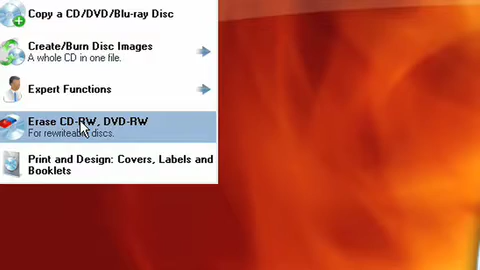 Copy a CD/DVD/Blu-ray Disc
Create/Burn Disc Images
A whole CD in one file.
Expert Functions
Erase CD-RW, DVD-RW
For rewriteable discs.
Print and Design: Covers, Labels and
Booklets